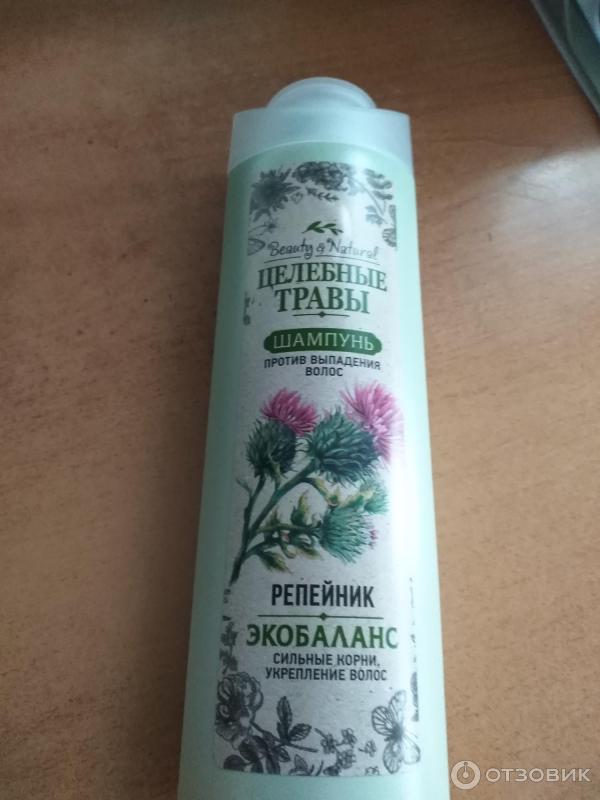 Beauty & Natural
ЦЕЛЕБНЫЕ
ТРАВЫ
ШАМПУНЬ
ПРОТИВ ВЫПАДЕНИЯ
ВОЛОС
РЕПЕЙНИК
ЭКОБАЛАНС
СИЛЬНЫЕ КОРНИ,
УКРЕПЛЕНИЕ ВОЛОС
ОТЗОВИК